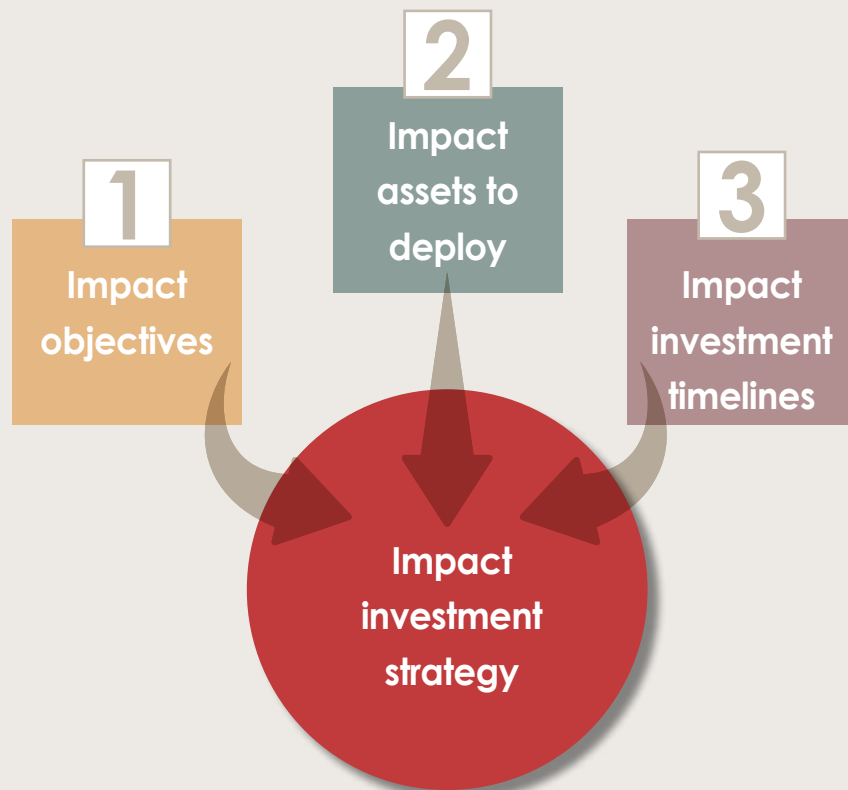 1
Impact
objectives
2
Impact
assets to
deploy
3
Impact
investment
timelines
Impact
investment
strategy